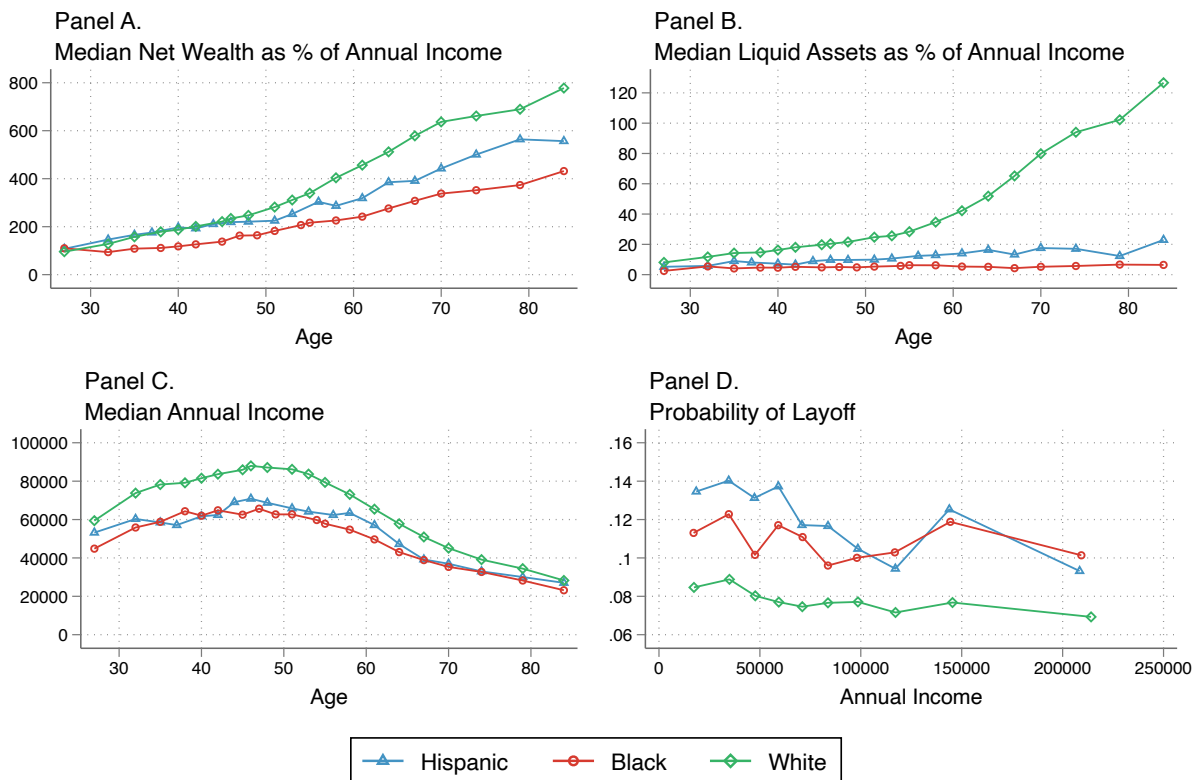 Panel A.
Median Net Wealth as % of Annual Income
800
600
400
200
0
30 40 50 60 70 80
Age
Panel B.
Median Liquid Assets as % of Annual Income
120
100
80
60
40
20
0
30 40 50 60 70 80
Age
Panel C.
Median Annual Income
100000
80000
60000
40000
20000
0
30 40 50 60 70 80
Age
Panel D.
Probability of Layoff
.16
.14
.12
.1
.08
.06
0 50000 100000 150000 200000 250000
Annual Income
Hispanic Black White